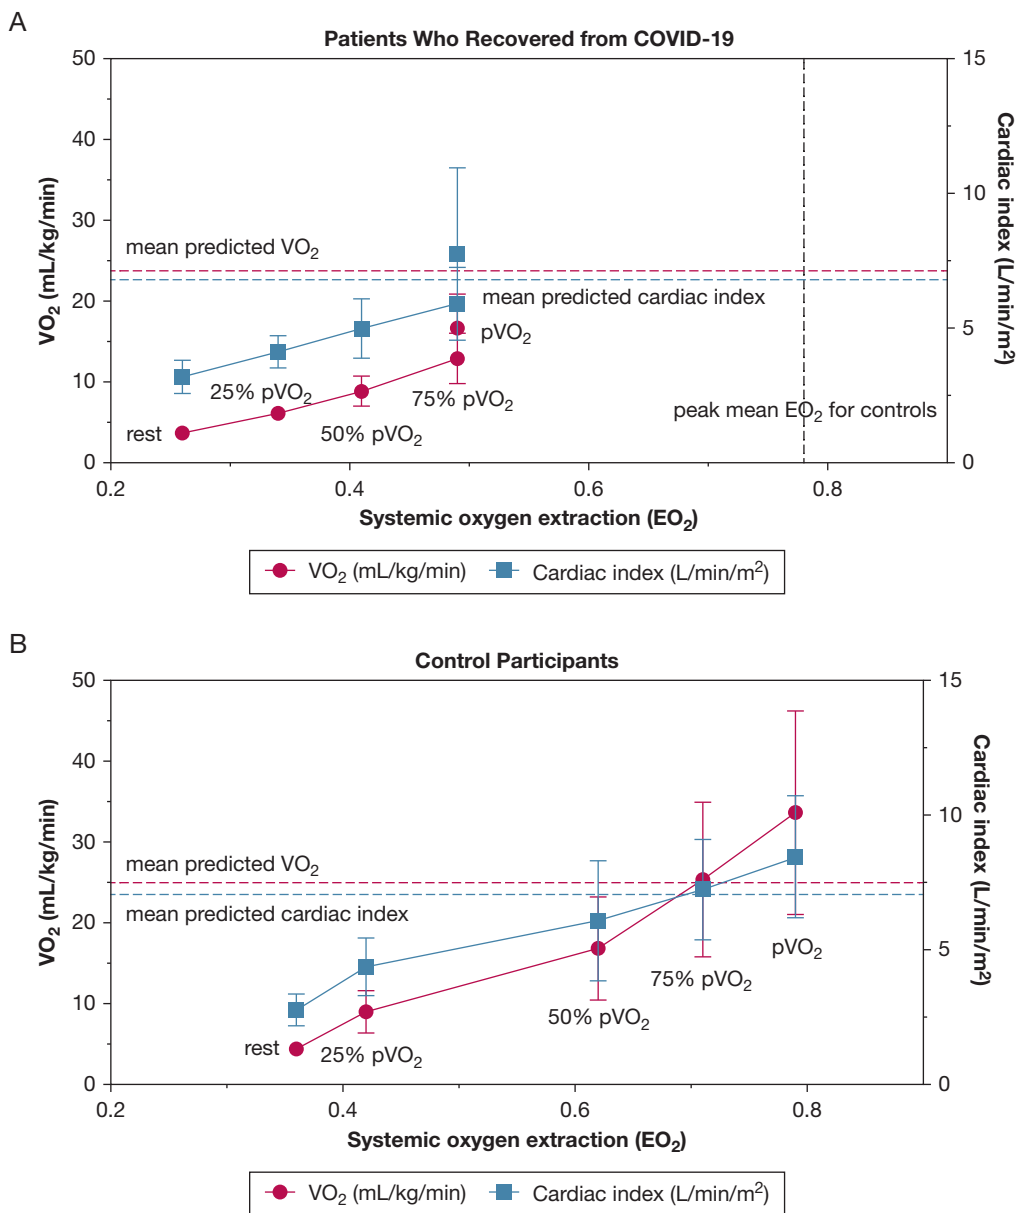 A
Patients Who Recovered from COVID-19
50
40
30
20
10
0
VO₂ (mL/kg/min)
15
10
5
0
Cardiac index (L/min/m²)
mean predicted VO₂
mean predicted cardiac index
pVO₂
25% pVO₂
75% pVO₂
rest
50% pVO₂
peak mean EO₂ for controls
0.2
0.4
0.6
0.8
Systemic oxygen extraction (EO₂)
VO₂ (mL/kg/min)
Cardiac index (L/min/m²)
B
Control Participants
50
40
30
20
10
0
VO₂ (mL/kg/min)
15
10
5
0
Cardiac index (L/min/m²)
mean predicted VO₂
mean predicted cardiac index
pVO₂
75% pVO₂
50% pVO₂
rest
25% pVO₂
0.2
0.4
0.6
0.8
Systemic oxygen extraction (EO₂)
VO₂ (mL/kg/min)
Cardiac index (L/min/m²)